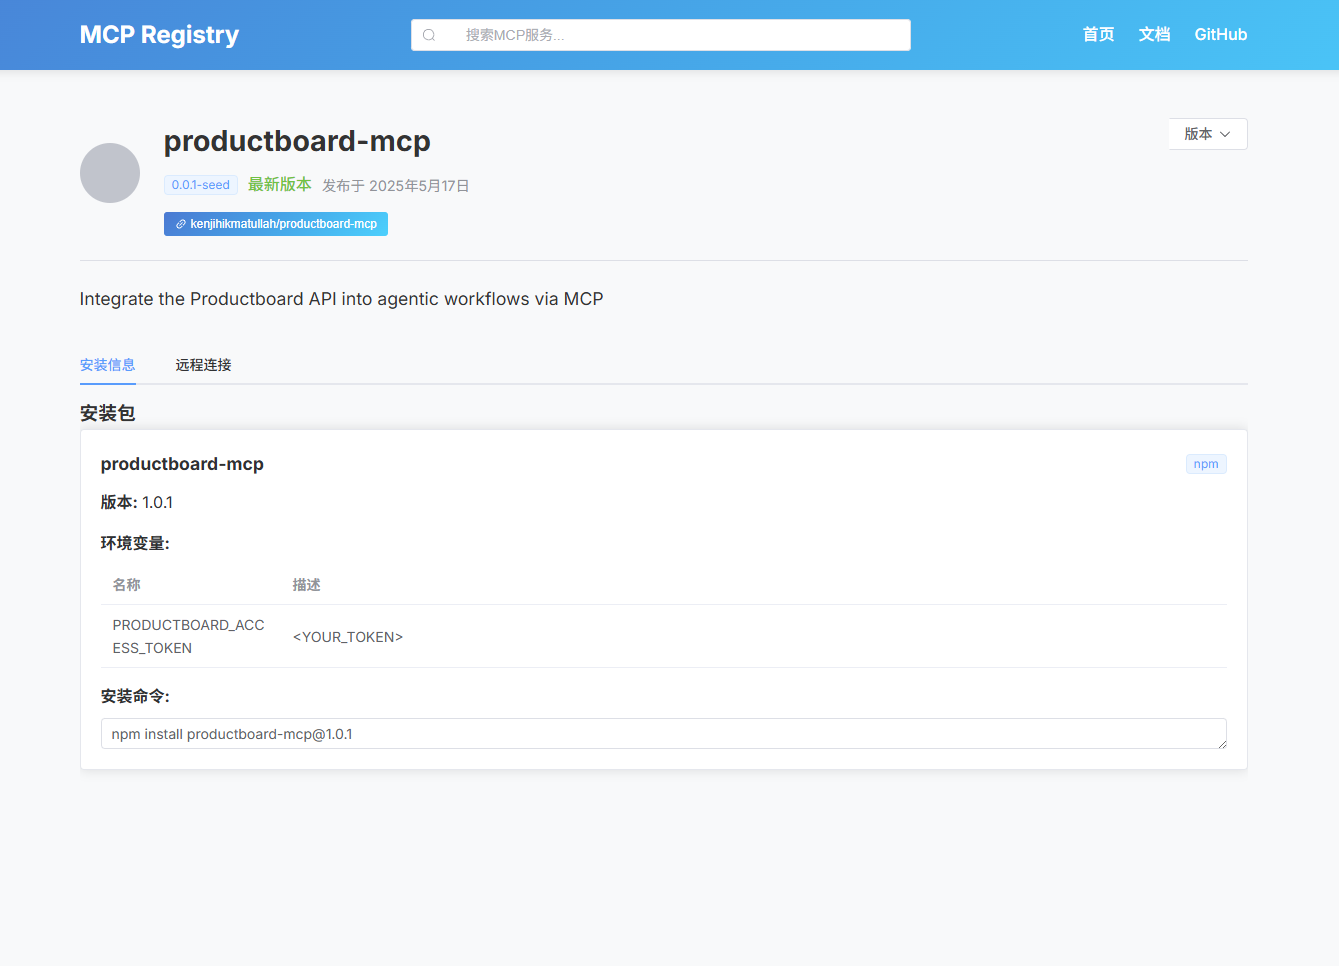 MCP Registry
搜索MCP服务...
首页
文档
GitHub
productboard-mcp
版本
0.0.1-seed
最新版本
发布于 2025年5月17日
kenjihikmatullah/productboard-mcp
Integrate the Productboard API into agentic workflows via MCP
安装信息
远程连接
安装包
productboard-mcp
npm
版本: 1.0.1
环境变量:
名称
描述
PRODUCTBOARD_ACC
ESS_TOKEN
<YOUR_TOKEN>
安装命令:
npm install productboard-mcp@1.0.1